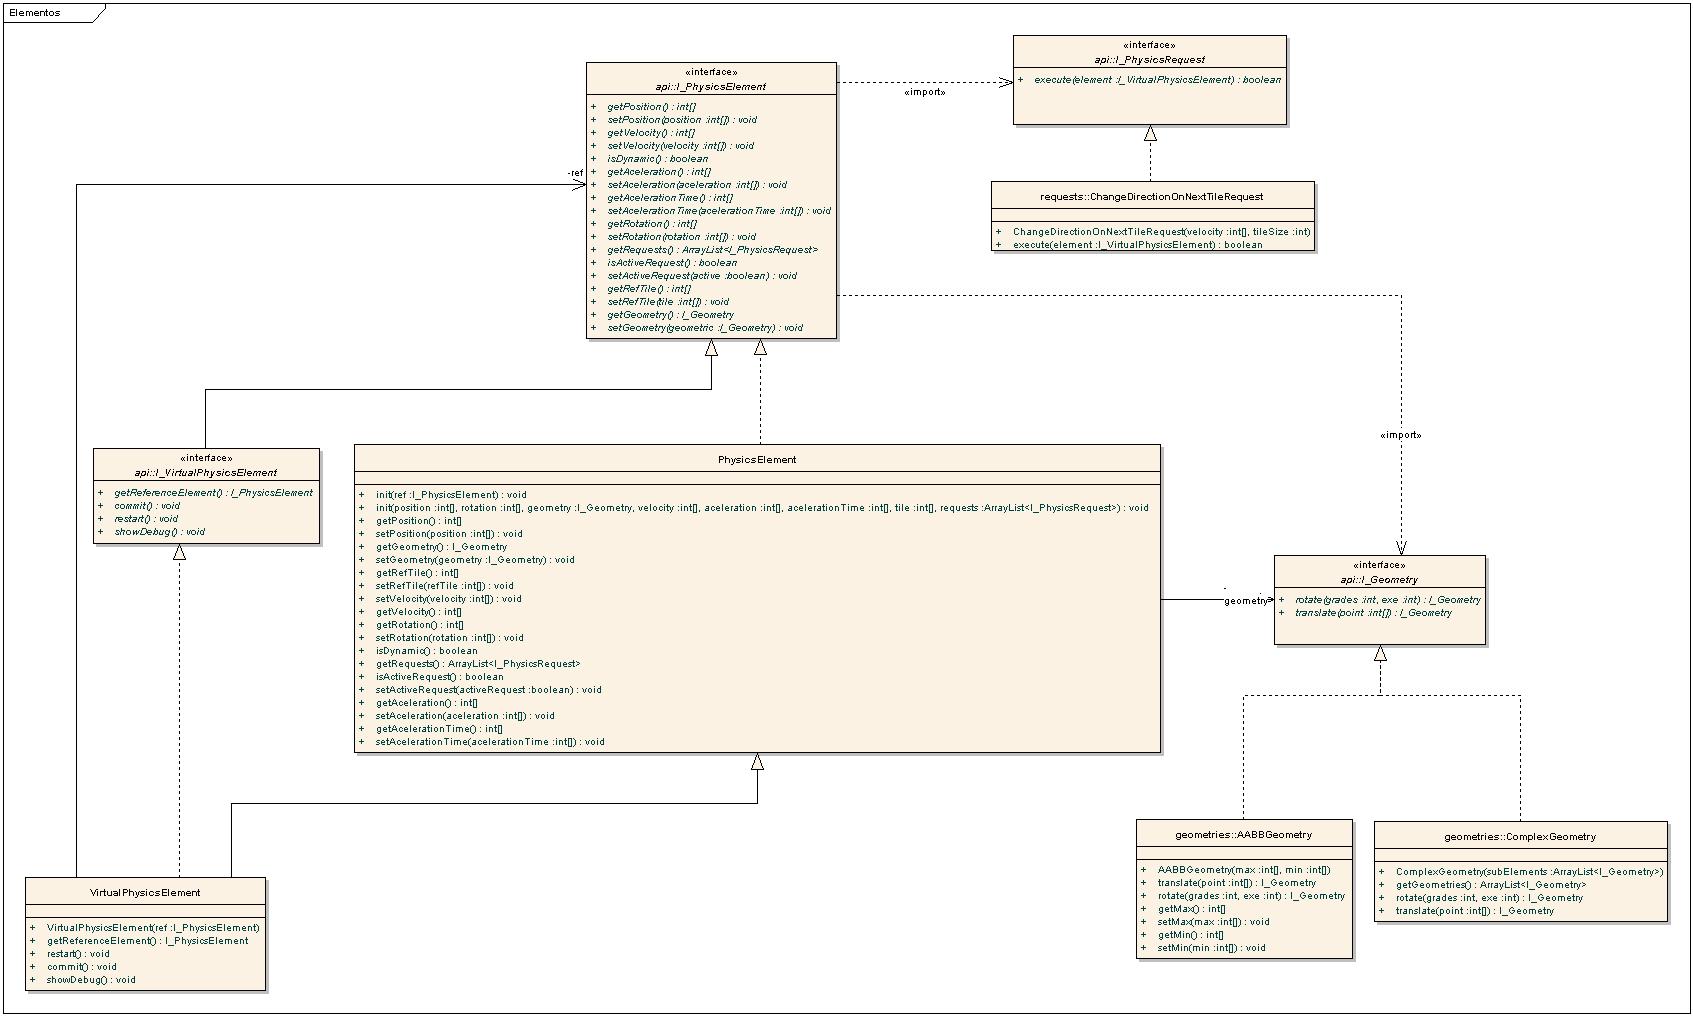 Elementos
«interface»
api::I_PhysicsElement
+ getPosition() : int[]
+ setPosition(position :int[]) : void
+ getVelocity() : int[]
+ setVelocity(velocity :int[]) : void
+ isDynamic() : boolean
+ getAceleration() : int[]
+ setAceleration(aceleration :int[]) : void
+ getAcelerationTime() : int[]
+ setAcelerationTime(acelerationTime :int[]) : void
+ getRotation() : int[]
+ setRotation(rotation :int[]) : void
+ getRequests() : ArrayList<I_PhysicsRequest>
+ isActiveRequest() : boolean
+ setActiveRequest(active :boolean) : void
+ getRefTile() : int[]
+ setRefTile(tile :int[]) : void
+ getGeometry() : I_Geometry
+ setGeometry(geometric :I_Geometry) : void
«import»
«interface»
api::I_PhysicsRequest
+ execute(element :I_VirtualPhysicsElement) : boolean
requests::ChangeDirectionOnNextTileRequest
+ ChangeDirectionOnNextTileRequest(velocity :int[], tileSize :int)
+ execute(element :I_VirtualPhysicsElement) : boolean
-ref
«import»
«interface»
api::I_VirtualPhysicsElement
+ getReferenceElement() : I_PhysicsElement
+ commit() : void
+ restart() : void
+ showDebug() : void
PhysicsElement
+ init(ref :I_PhysicsElement) : void
+ init(position :int[], rotation :int[], geometry :I_Geometry, velocity :int[], aceleration :int[], acelerationTime :int[], tile :int[], requests :ArrayList<I_PhysicsRequest>) : void
+ getPosition() : int[]
+ setPosition(position :int[]) : void
+ getGeometry() : I_Geometry
+ setGeometry(geometry :I_Geometry) : void
+ getRefTile() : int[]
+ setRefTile(refTile :int[]) : void
+ setVelocity(velocity :int[]) : void
+ getVelocity() : int[]
+ getRotation() : int[]
+ setRotation(rotation :int[]) : void
+ isDynamic() : boolean
+ getRequests() : ArrayList<I_PhysicsRequest>
+ isActiveRequest() : boolean
+ setActiveRequest(activeRequest :boolean) : void
+ getAceleration() : int[]
+ setAceleration(aceleration :int[]) : void
+ getAcelerationTime() : int[]
+ setAcelerationTime(acelerationTime :int[]) : void
-
geometry
«interface»
api::I_Geometry
+ rotate(grades :int, exe :int) : I_Geometry
+ translate(point :int[]) : I_Geometry
VirtualPhysicsElement
+ VirtualPhysicsElement(ref :I_PhysicsElement)
+ getReferenceElement() : I_PhysicsElement
+ restart() : void
+ commit() : void
+ showDebug() : void
geometries::AABBGeometry
+ AABBGeometry(max :int[], min :int[])
+ translate(point :int[]) : I_Geometry
+ rotate(grades :int, exe :int) : I_Geometry
+ getMax() : int[]
+ setMax(max :int[]) : void
+ getMin() : int[]
+ setMin(min :int[]) : void
geometries::ComplexGeometry
+ ComplexGeometry(subElements :ArrayList<I_Geometry>)
+ getGeometries() : ArrayList<I_Geometry>
+ rotate(grades :int, exe :int) : I_Geometry
+ translate(point :int[]) : I_Geometry